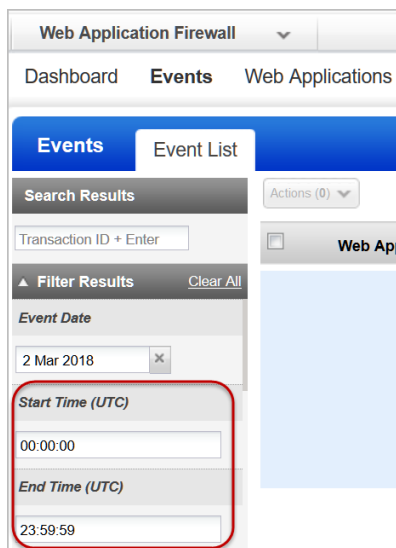 Web Application Firewall
Dashboard Events Web Applications
Events Event List
Search Results
Actions (0)
Transaction ID + Enter
Web App
Filter Results Clear All
Event Date
2 Mar 2018
Start Time (UTC)
00:00:00
End Time (UTC)
23:59:59